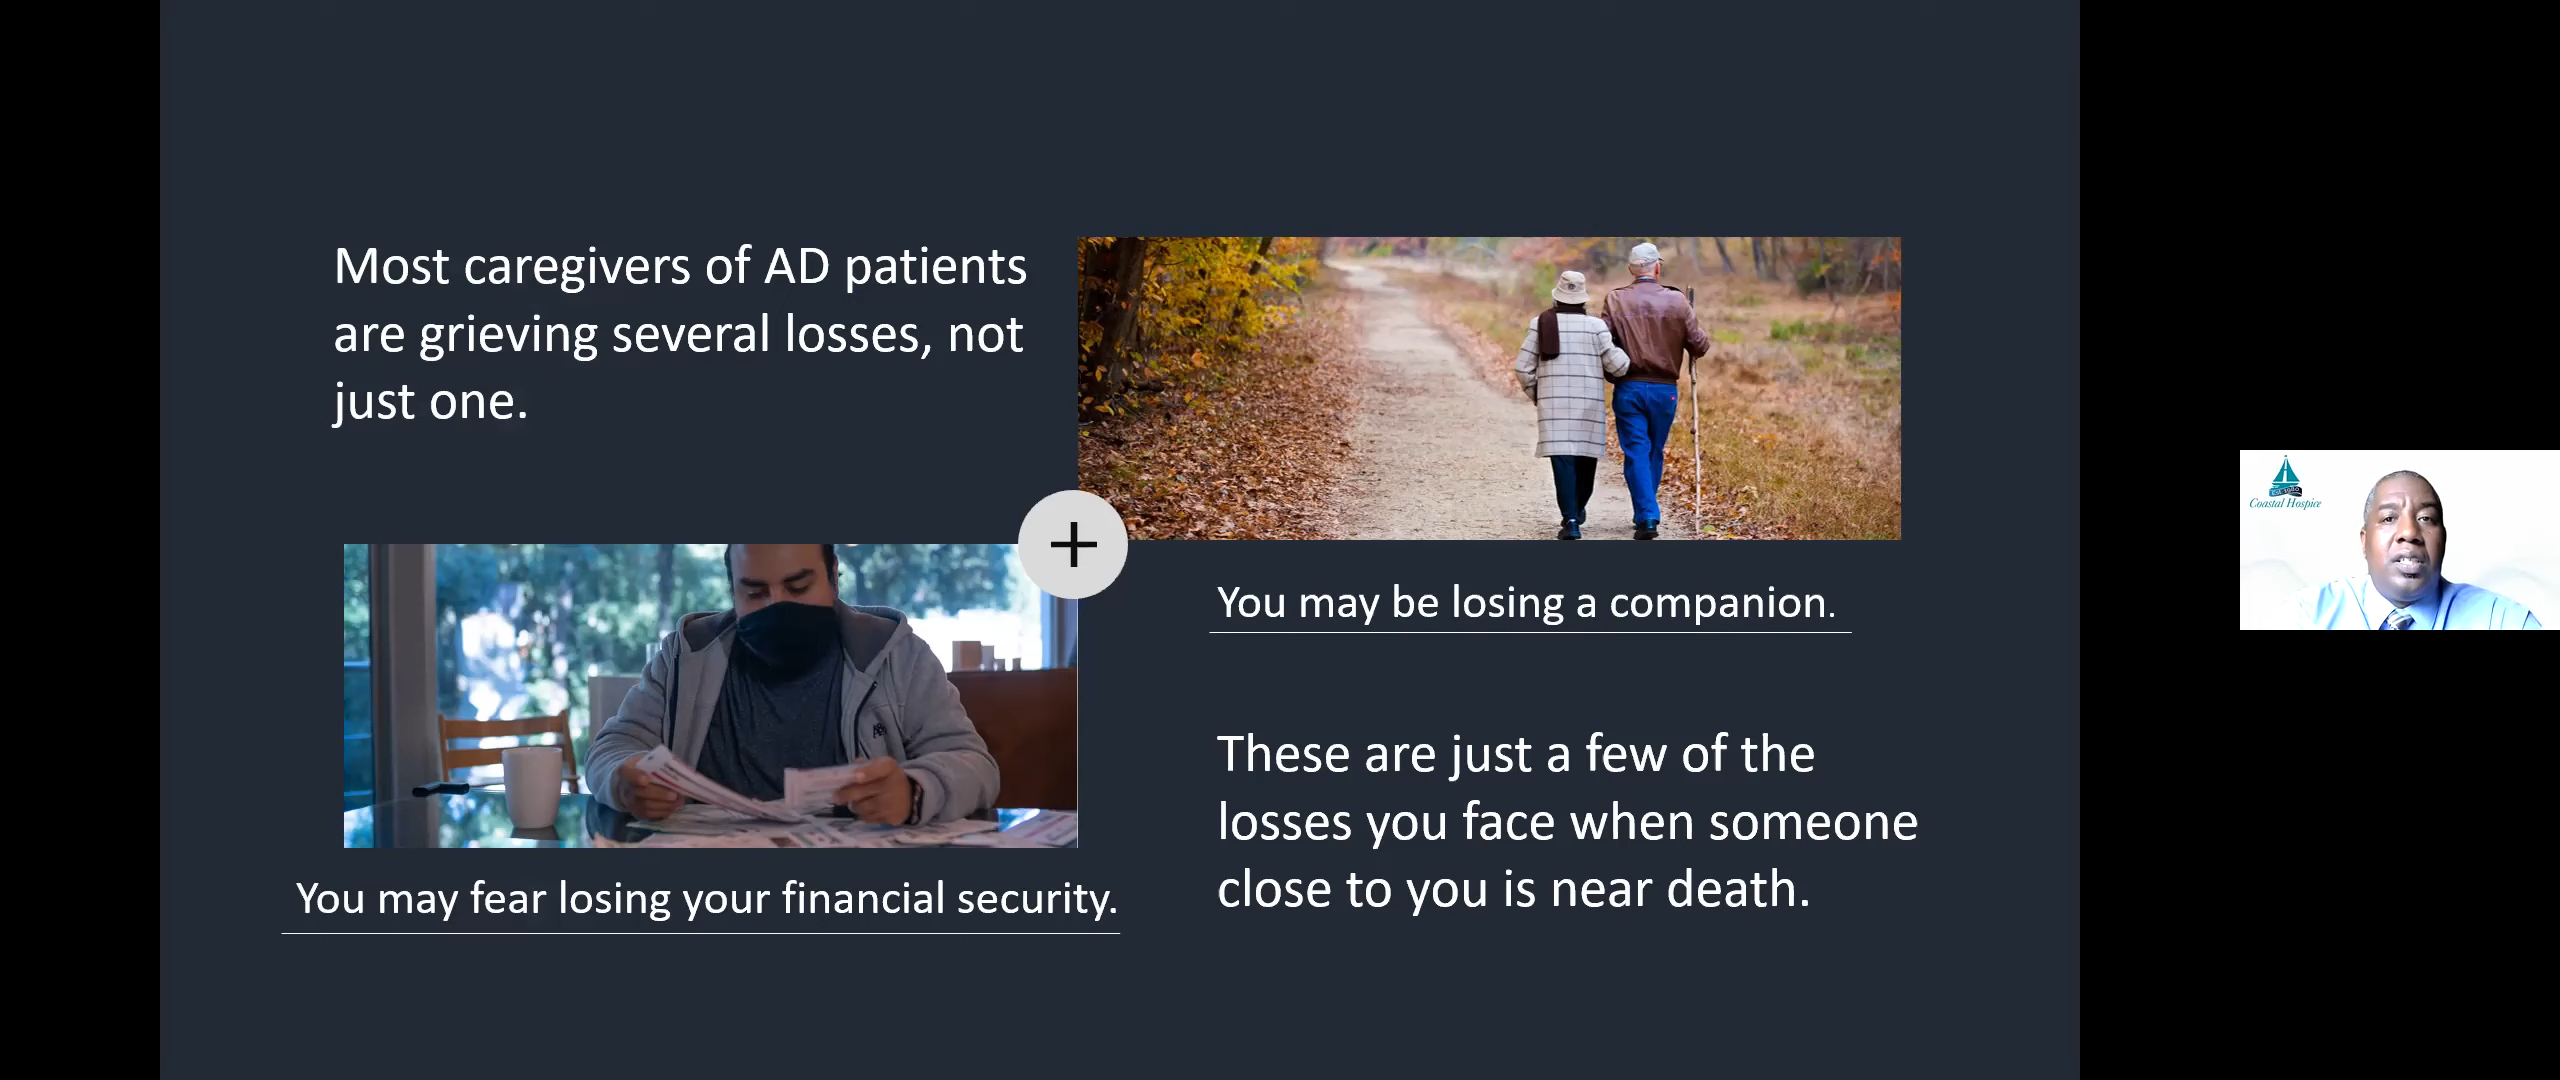 Most caregivers of AD patients
are grieving several losses, not
just one.
You may be losing a companion.
You may fear losing your financial security.
These are just a few of the
losses you face when someone
close to you is near death.
Est. 1980
Coastal Hospice